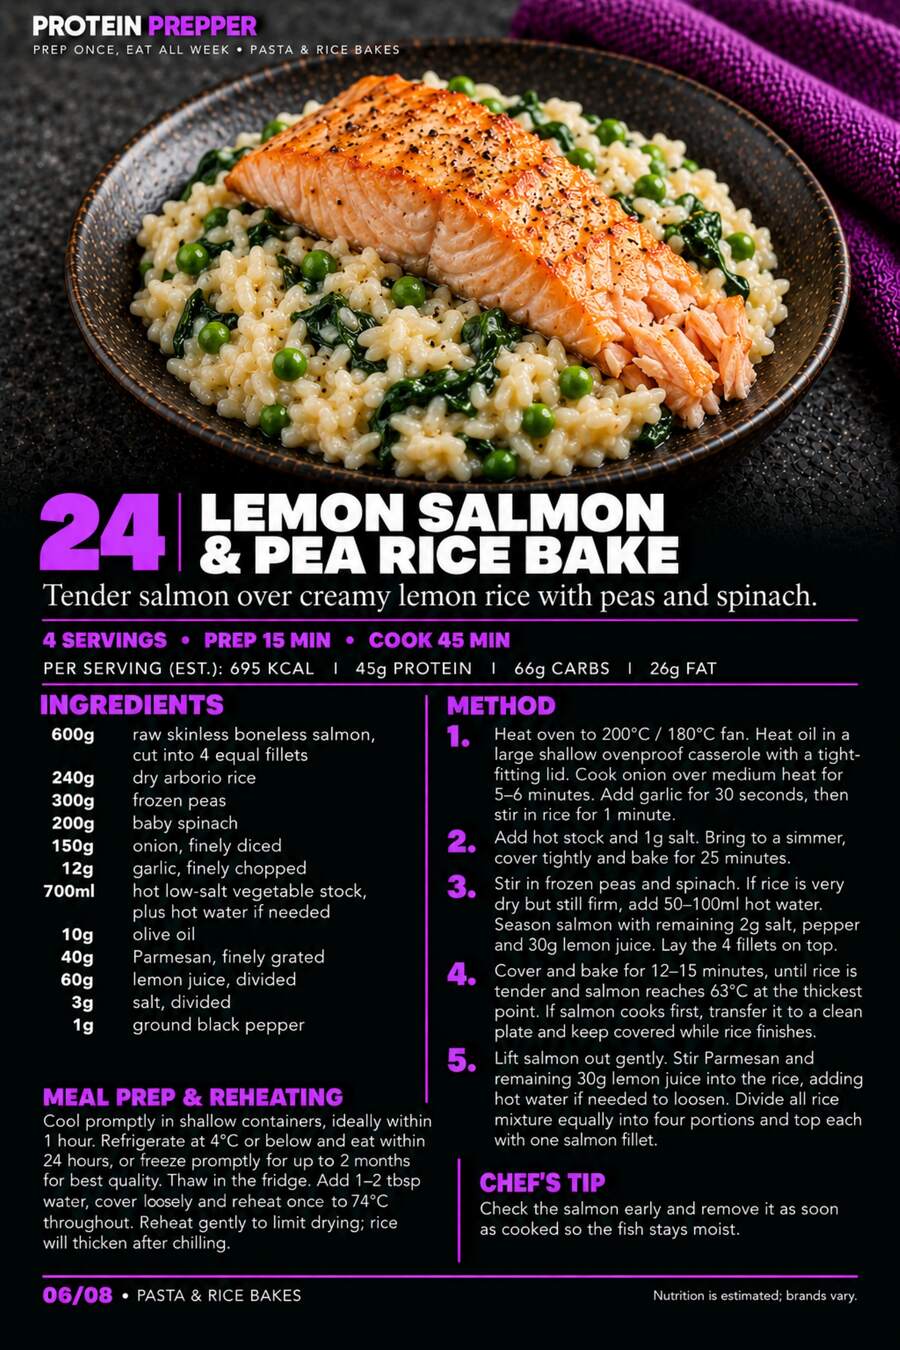 PROTEIN PREPPER
PREP ONCE, EAT ALL WEEK • PASTA & RICE BAKES
24
LEMON SALMON
& PEA RICE BAKE
Tender salmon over creamy lemon rice with peas and spinach.
4 SERVINGS • PREP 15 MIN • COOK 45 MIN
PER SERVING (EST.): 695 KCAL | 45g PROTEIN | 66g CARBS | 26g FAT
INGREDIENTS
600g raw skinless boneless salmon,
cut into 4 equal fillets
240g dry arborio rice
300g frozen peas
200g baby spinach
150g onion, finely diced
12g garlic, finely chopped
700ml hot low-salt vegetable stock,
plus hot water if needed
10g olive oil
40g Parmesan, finely grated
60g lemon juice, divided
3g salt, divided
1g ground black pepper
MEAL PREP & REHEATING
Cool promptly in shallow containers, ideally within
1 hour. Refrigerate at 4°C or below and eat within
24 hours, or freeze promptly for up to 2 months
for best quality. Thaw in the fridge. Add 1–2 tbsp
water, cover loosely and reheat once to 74°C
throughout. Reheat gently to limit drying; rice
will thicken after chilling.
METHOD
1. Heat oven to 200°C / 180°C fan. Heat oil in a
large shallow ovenproof casserole with a tight-
fitting lid. Cook onion over medium heat for
5–6 minutes. Add garlic for 30 seconds, then
stir in rice for 1 minute.
2. Add hot stock and 1g salt. Bring to a simmer,
cover tightly and bake for 25 minutes.
3. Stir in frozen peas and spinach. If rice is very
dry but still firm, add 50–100ml hot water.
Season salmon with remaining 2g salt, pepper
and 30g lemon juice. Lay the 4 fillets on top.
4. Cover and bake for 12–15 minutes, until rice is
tender and salmon reaches 63°C at the thickest
point. If salmon cooks first, transfer it to a clean
plate and keep covered while rice finishes.
5. Lift salmon out gently. Stir Parmesan and
remaining 30g lemon juice into the rice, adding
hot water if needed to loosen. Divide all rice
mixture equally into four portions and top each
with one salmon fillet.
CHEF'S TIP
Check the salmon early and remove it as soon
as cooked so the fish stays moist.
06/08 • PASTA & RICE BAKES
Nutrition is estimated; brands vary.